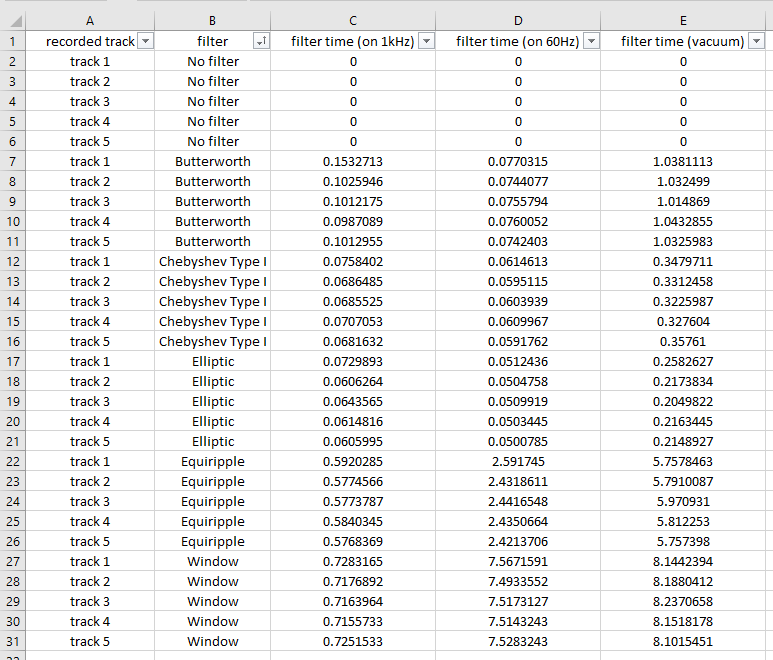 A B C D E
1 recorded track filter filter time (on 1kHz) filter time (on 60Hz) filter time (vacuum)
2 track 1 No filter 0 0 0
3 track 2 No filter 0 0 0
4 track 3 No filter 0 0 0
5 track 4 No filter 0 0 0
6 track 5 No filter 0 0 0
7 track 1 Butterworth 0.1532713 0.0770315 1.0381113
8 track 2 Butterworth 0.1025946 0.0744077 1.032499
9 track 3 Butterworth 0.1012175 0.0755794 1.014869
10 track 4 Butterworth 0.0987089 0.0760052 1.0432855
11 track 5 Butterworth 0.1012955 0.0742403 1.0325983
12 track 1 Chebyshev Type I 0.0758402 0.0614613 0.3479711
13 track 2 Chebyshev Type I 0.0686485 0.0595115 0.3312458
14 track 3 Chebyshev Type I 0.0685525 0.0603939 0.3225987
15 track 4 Chebyshev Type I 0.0707053 0.0609967 0.327604
16 track 5 Chebyshev Type I 0.0681632 0.0591762 0.35761
17 track 1 Elliptic 0.0729893 0.0512436 0.2582627
18 track 2 Elliptic 0.0606264 0.0504758 0.2173834
19 track 3 Elliptic 0.0643565 0.0509919 0.2049822
20 track 4 Elliptic 0.0614816 0.0503445 0.2163445
21 track 5 Elliptic 0.0605995 0.0500785 0.2148927
22 track 1 Equiripple 0.5920285 2.591745 5.7578463
23 track 2 Equiripple 0.5774566 2.4318611 5.7910087
24 track 3 Equiripple 0.5773787 2.4416548 5.970931
25 track 4 Equiripple 0.5840345 2.4350664 5.812253
26 track 5 Equiripple 0.5768369 2.4213706 5.757398
27 track 1 Window 0.7283165 7.5671591 8.1442394
28 track 2 Window 0.7176892 7.4933552 8.1880412
29 track 3 Window 0.7163964 7.5173127 8.2370658
30 track 4 Window 0.7155733 7.5143243 8.1518178
31 track 5 Window 0.7251533 7.5283243 8.1015451